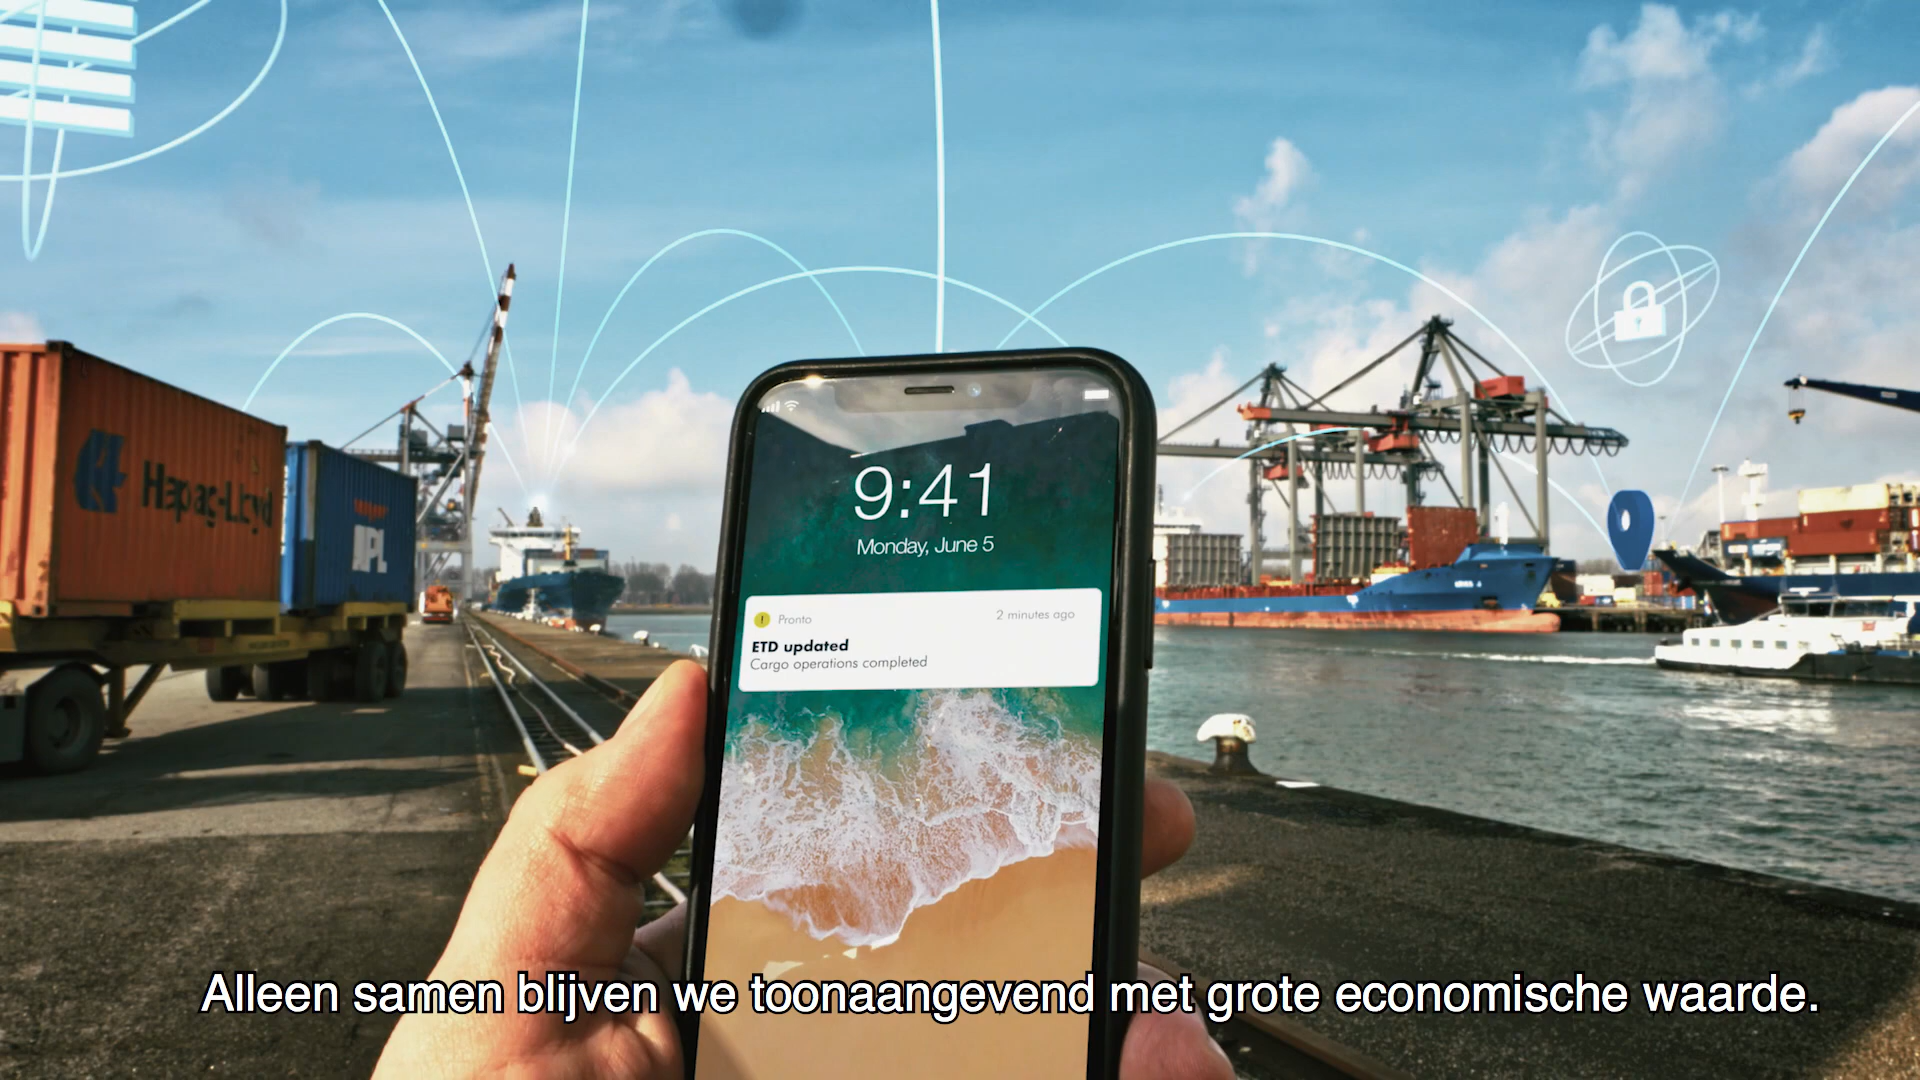 Hapag-Lloyd
9:41
Monday, June 5
Pronto
2 minutes ago
ETD updated
Cargo operations completed
Alleen samen blijven we toonaangevend met grote economische waarde.